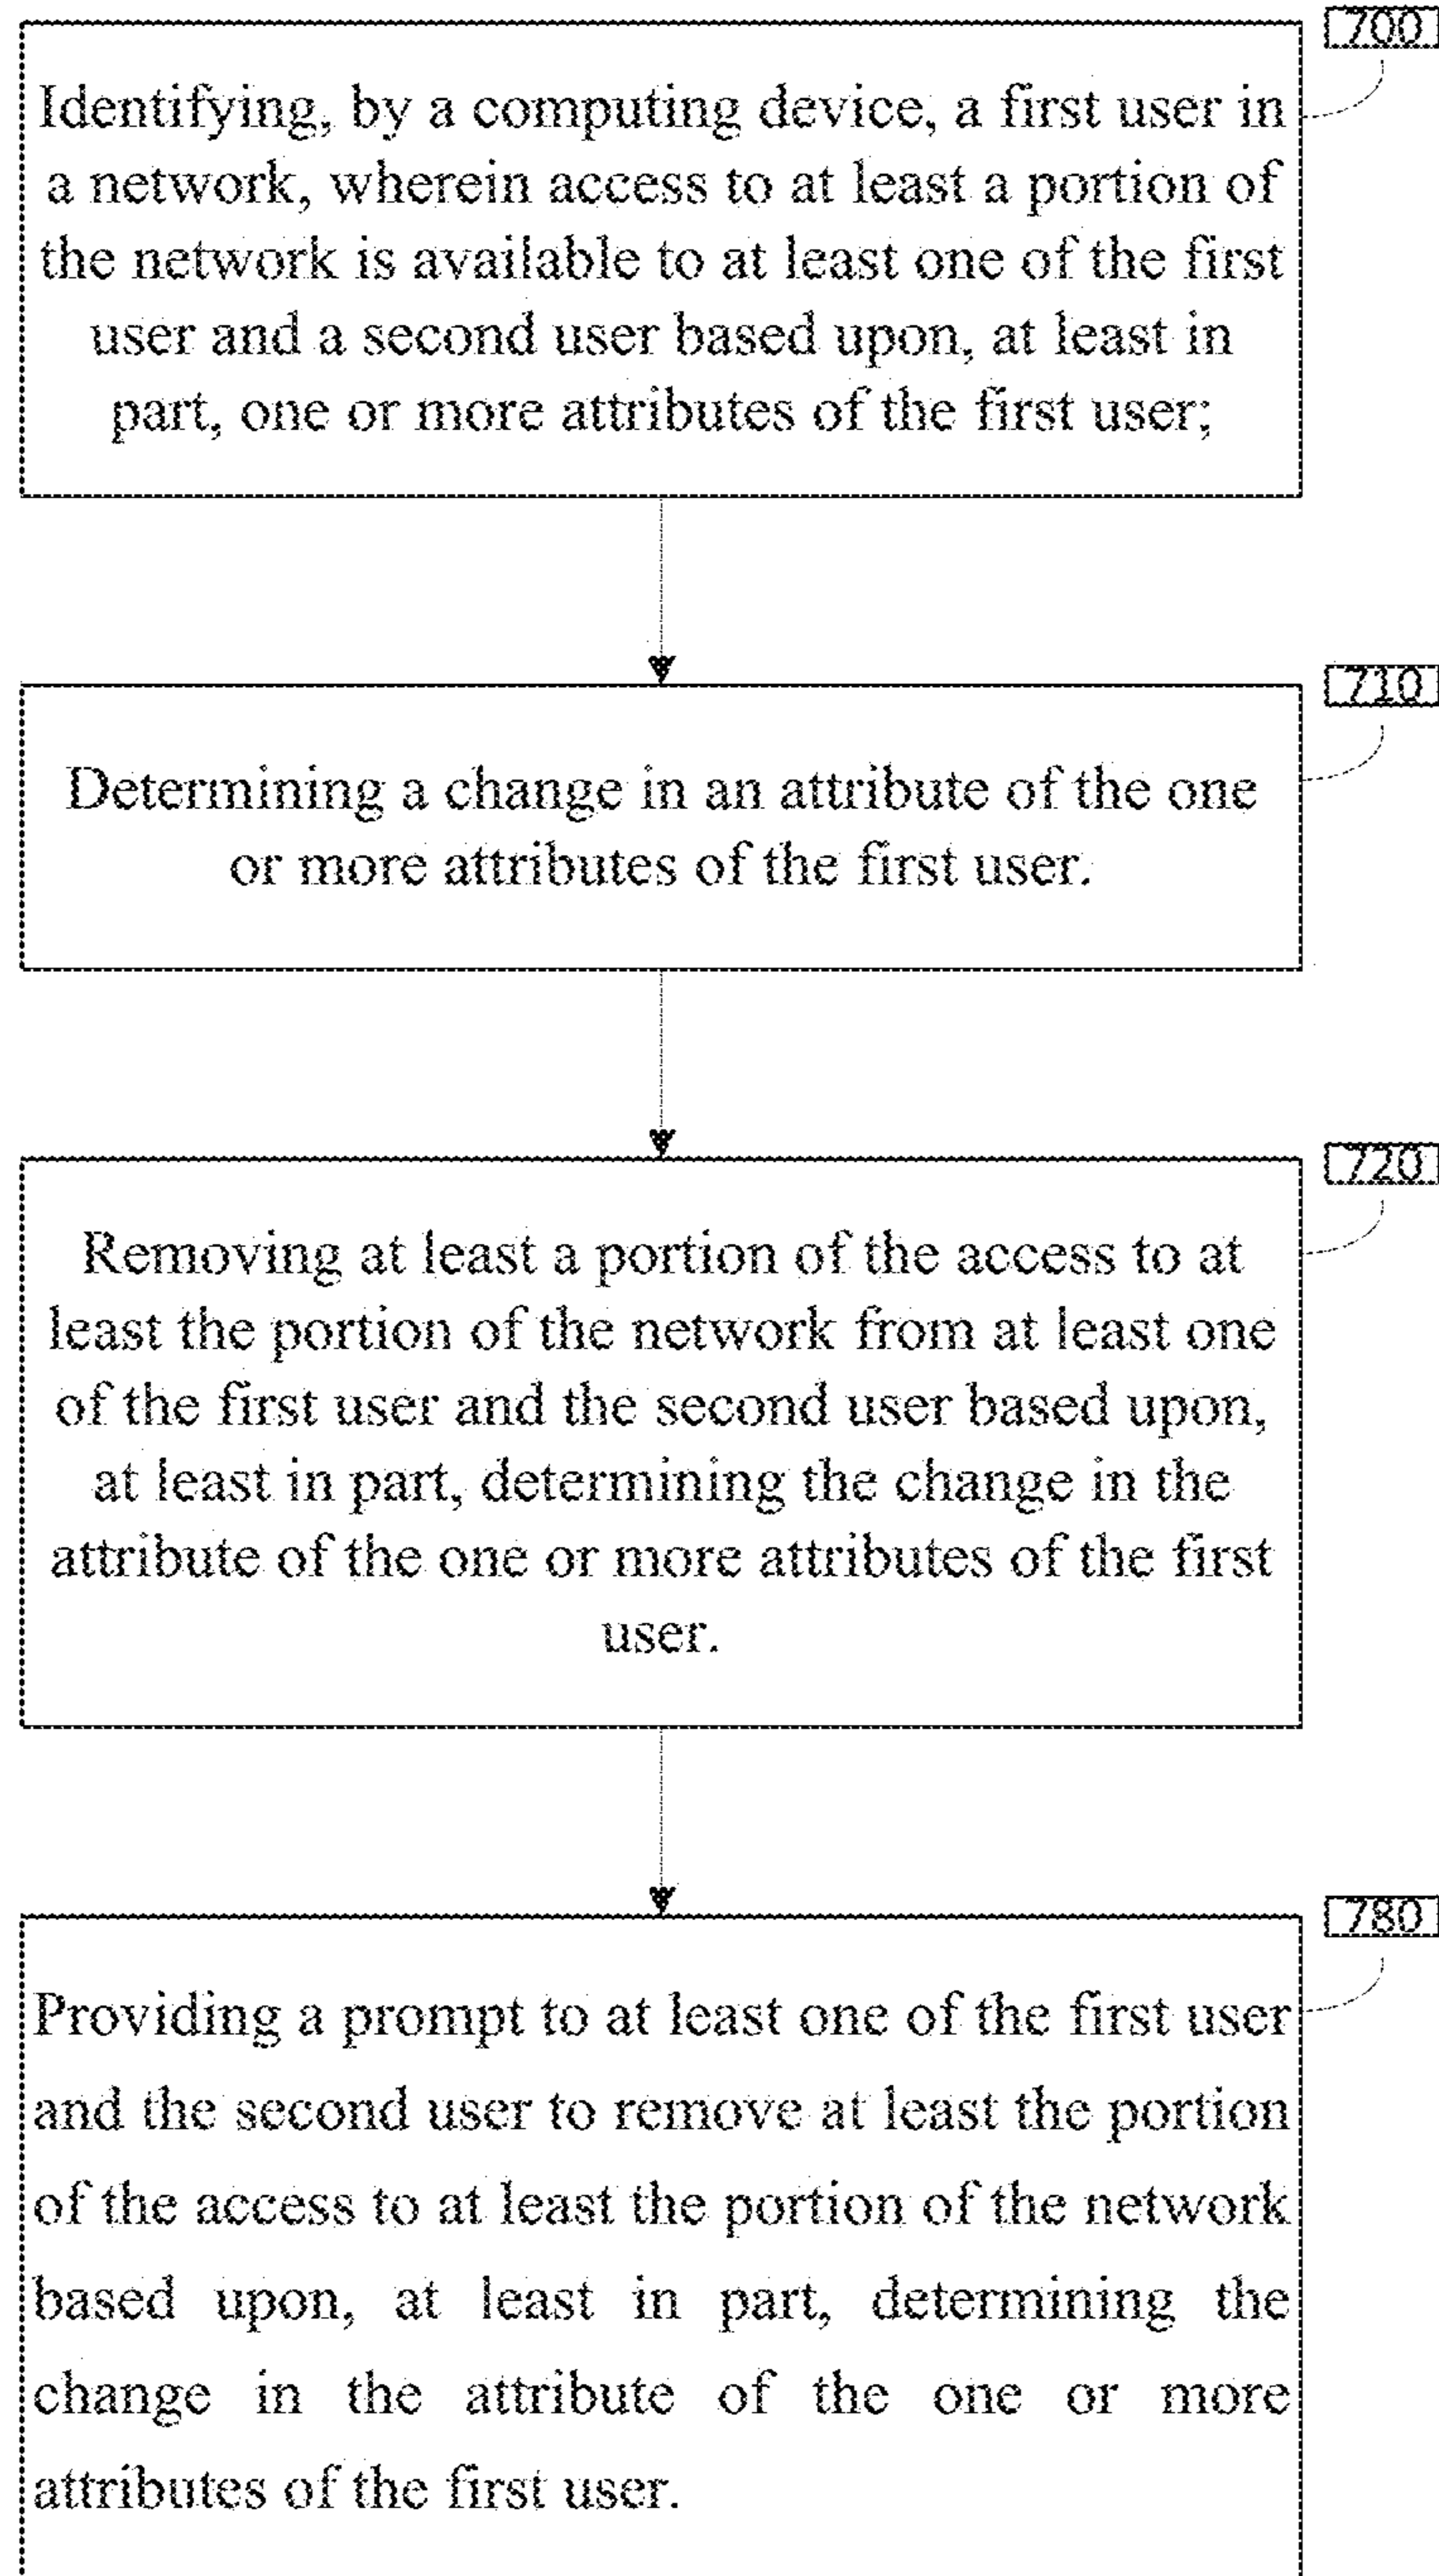 700
Identifying, by a computing device, a first user in
a network, wherein access to at least a portion of
the network is available to at least one of the first
user and a second user based upon, at least in
part, one or more attributes of the first user;
710
Determining a change in an attribute of the one
or more attributes of the first user.
720
Removing at least a portion of the access to at
least the portion of the network from at least one
of the first user and the second user based upon,
at least in part, determining the change in the
attribute of the one or more attributes of the first
user.
780
Providing a prompt to at least one of the first user
and the second user to remove at least the portion
of the access to at least the portion of the network
based upon, at least in part, determining the
change in the attribute of the one or more
attributes of the first user.